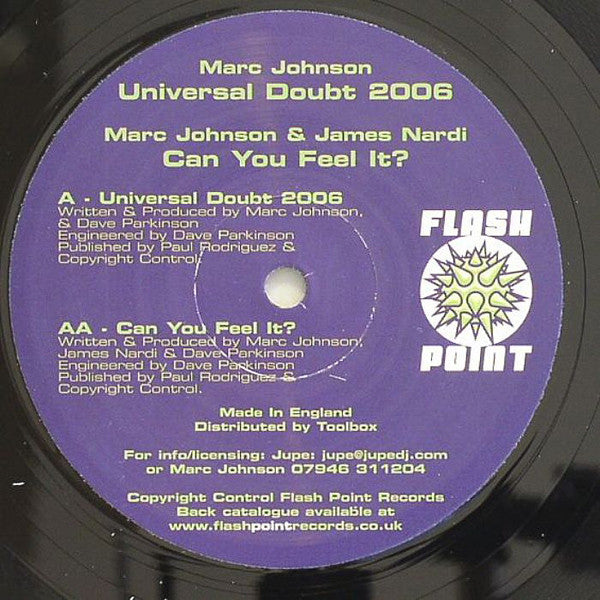 Marc Johnson
Universal Doubt 2006
Marc Johnson & James Nardi
Can You Feel It?
A - Universal Doubt 2006
Written & Produced by Marc Johnson,
& Dave Parkinson
Engineered by Dave Parkinson
Published by Paul Rodriguez &
Copyright Control.
FLASH
POINT
AA - Can You Feel It?
Written & Produced by Marc Johnson,
James Nardi & Dave Parkinson
Engineered by Dave Parkinson
Published by Paul Rodriguez &
Copyright Control.
Made In England
Distributed by Toolbox
For info/licensing: Jupe: jupe@jupedj.com
or Marc Johnson 07946 311204
Copyright Control Flash Point Records
Back catalogue available at
www.flashpointrecords.co.uk